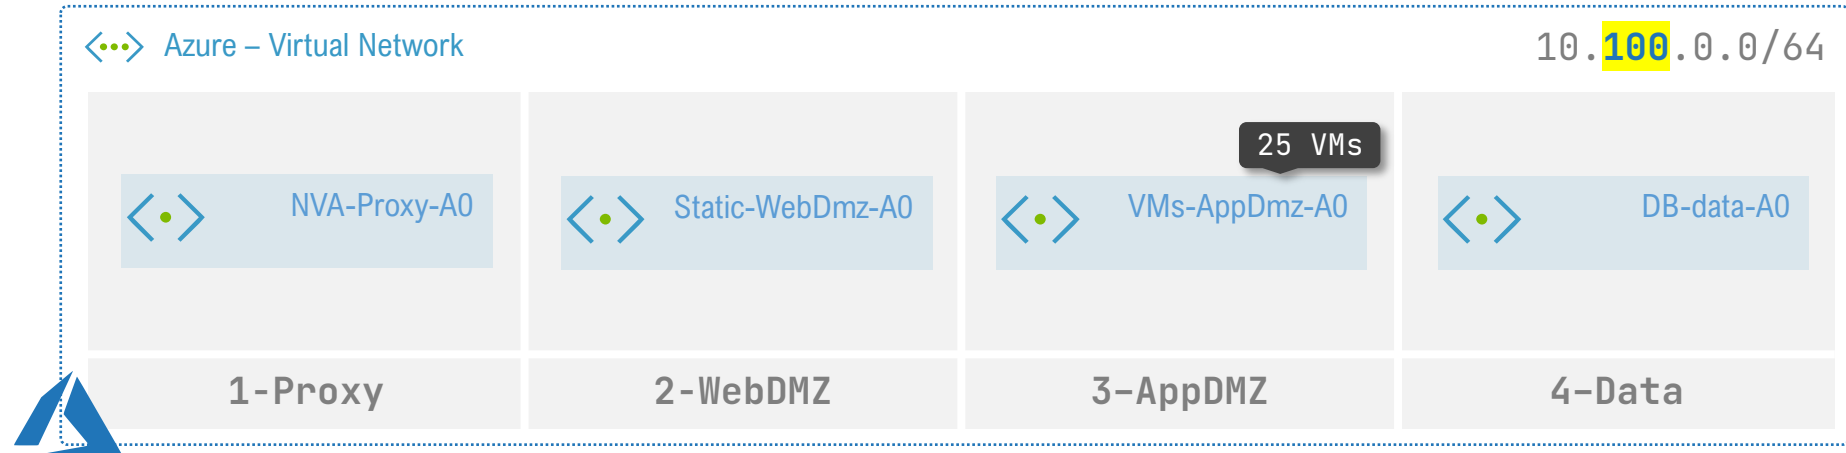 Azure – Virtual Network
10.100.0.0/64
25 VMs
NVA-Proxy-A0
Static-WebDmz-A0
VMs-AppDmz-A0
DB-data-A0
1-Proxy
2-WebDMZ
3–AppDMZ
4–Data